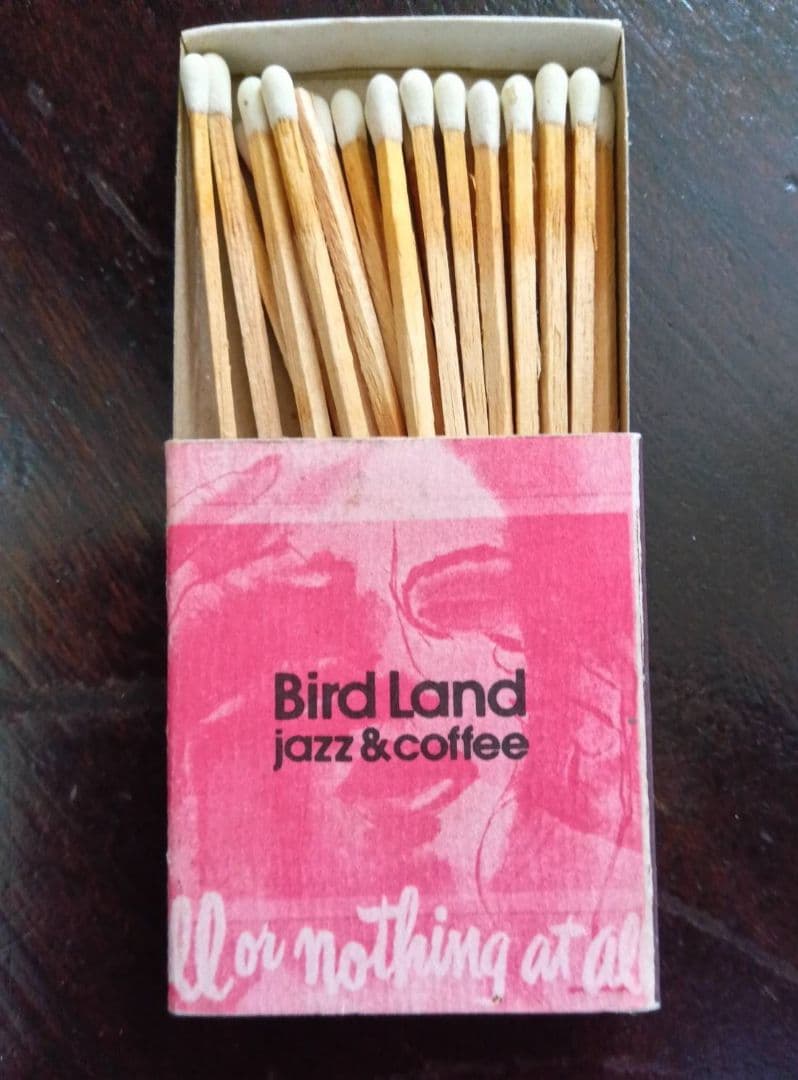 Bird Land
jazz & coffee
ll or nothing at al